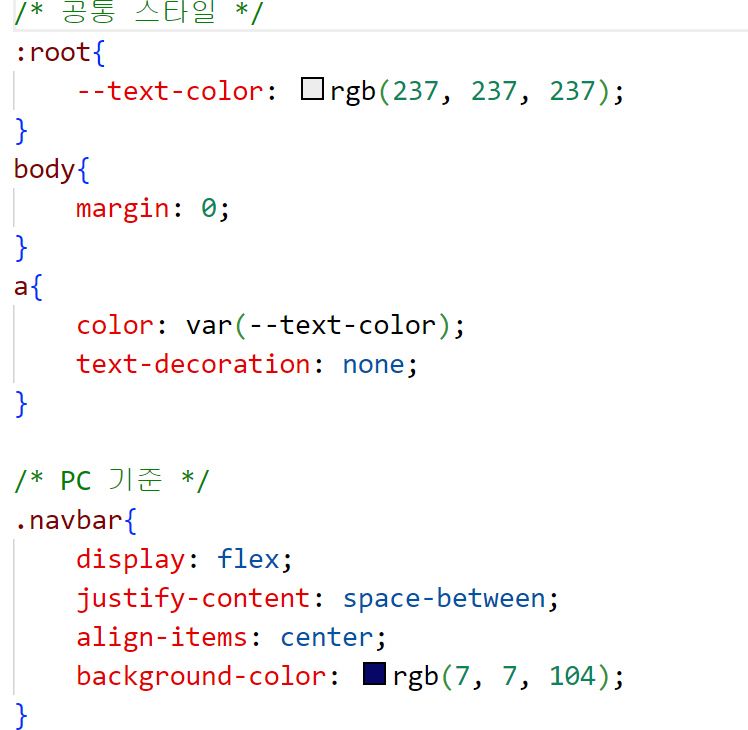 /* 공통 스타일 */
:root{
    --text-color: rgb(237, 237, 237);
}
body{
    margin: 0;
}
a{
    color: var(--text-color);
    text-decoration: none;
}

/* PC 기준 */
.navbar{
    display: flex;
    justify-content: space-between;
    align-items: center;
    background-color: rgb(7, 7, 104);
}